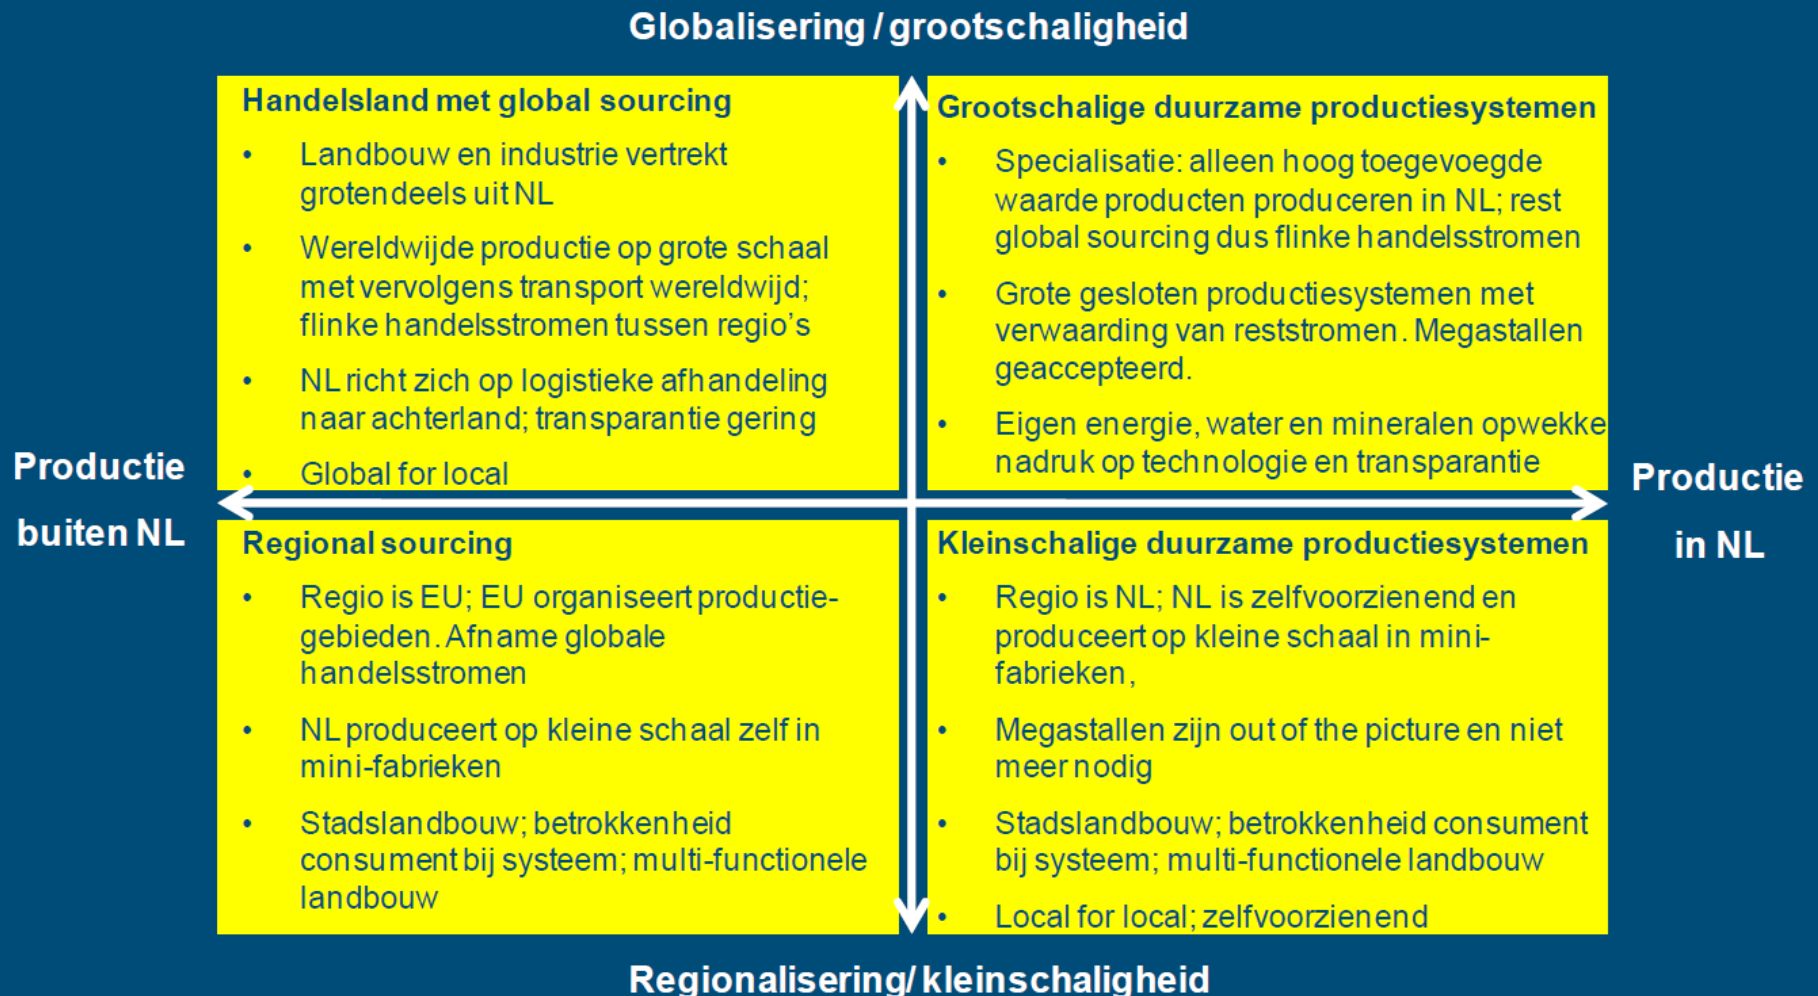 Globalisering / grootschaligheid
Handelsland met global sourcing
• Landbouw en industrie vertrekt
grotendeels uit NL
• Wereldwijde productie op grote schaal
met vervolgens transport wereldwijd;
flinke handelsstromen tussen regio's
• NL richt zich op logistieke afhandeling
naar achterland; transparantie gering
• Global for local
Grootschalige duurzame productiesystemen
• Specialisatie: alleen hoog toegevoegde
waarde producten produceren in NL; rest
global sourcing dus flinke handelsstromen
• Grote gesloten productiesystemen met
verwaarding van reststromen. Megastallen
geaccepteerd.
• Eigen energie, water en mineralen opwekke
nadruk op technologie en transparantie
Productie
buiten NL
Productie
in NL
Regional sourcing
• Regio is EU; EU organiseert productie-
gebieden. Afname globale
handelsstromen
• NL produceert op kleine schaal zelf in
mini-fabrieken
• Stadslandbouw; betrokkenheid
consument bij systeem; multi-functionele
landbouw
Kleinschalige duurzame productiesystemen
• Regio is NL; NL is zelfvoorzienend en
produceert op kleine schaal in mini-
fabrieken,
• Megastallen zijn out of the picture en niet
meer nodig
• Stadslandbouw; betrokkenheid consument
bij systeem; multi-functionele landbouw
• Local for local; zelfvoorzienend
Regionalisering/ kleinschaligheid